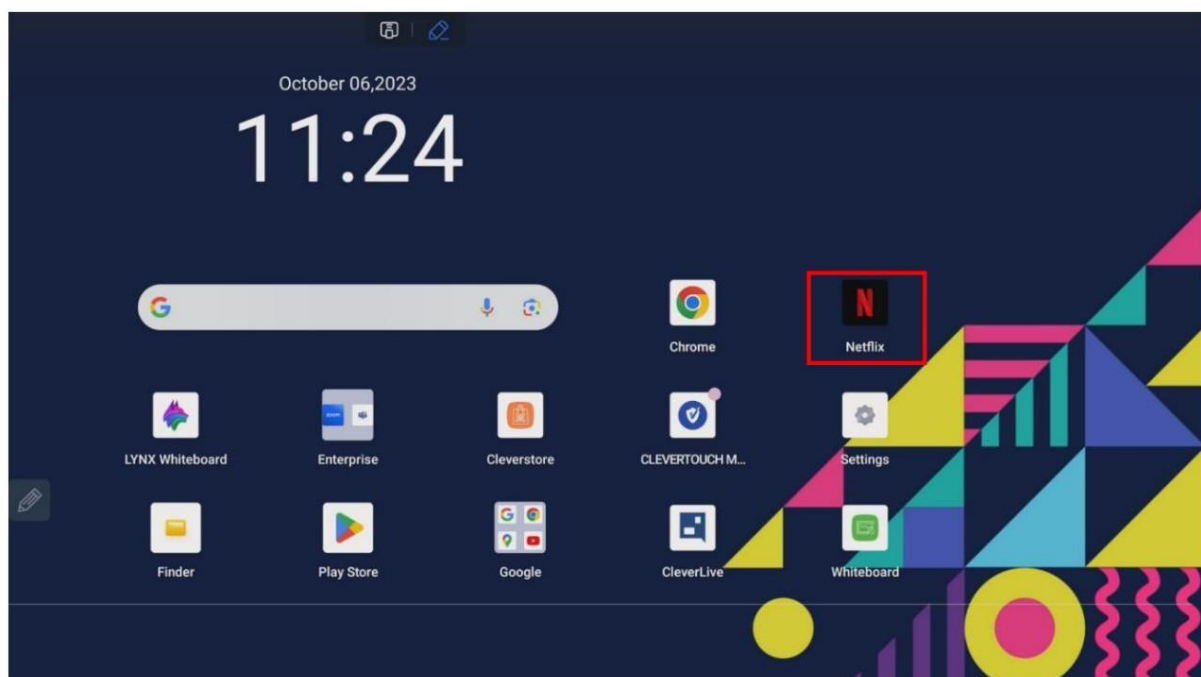 October 06,2023
11:24
Chrome
Netflix
LYNX Whiteboard
Enterprise
Cleverstore
CLEVERTOUCH M...
Settings
Finder
Play Store
Google
CleverLive
Whiteboard